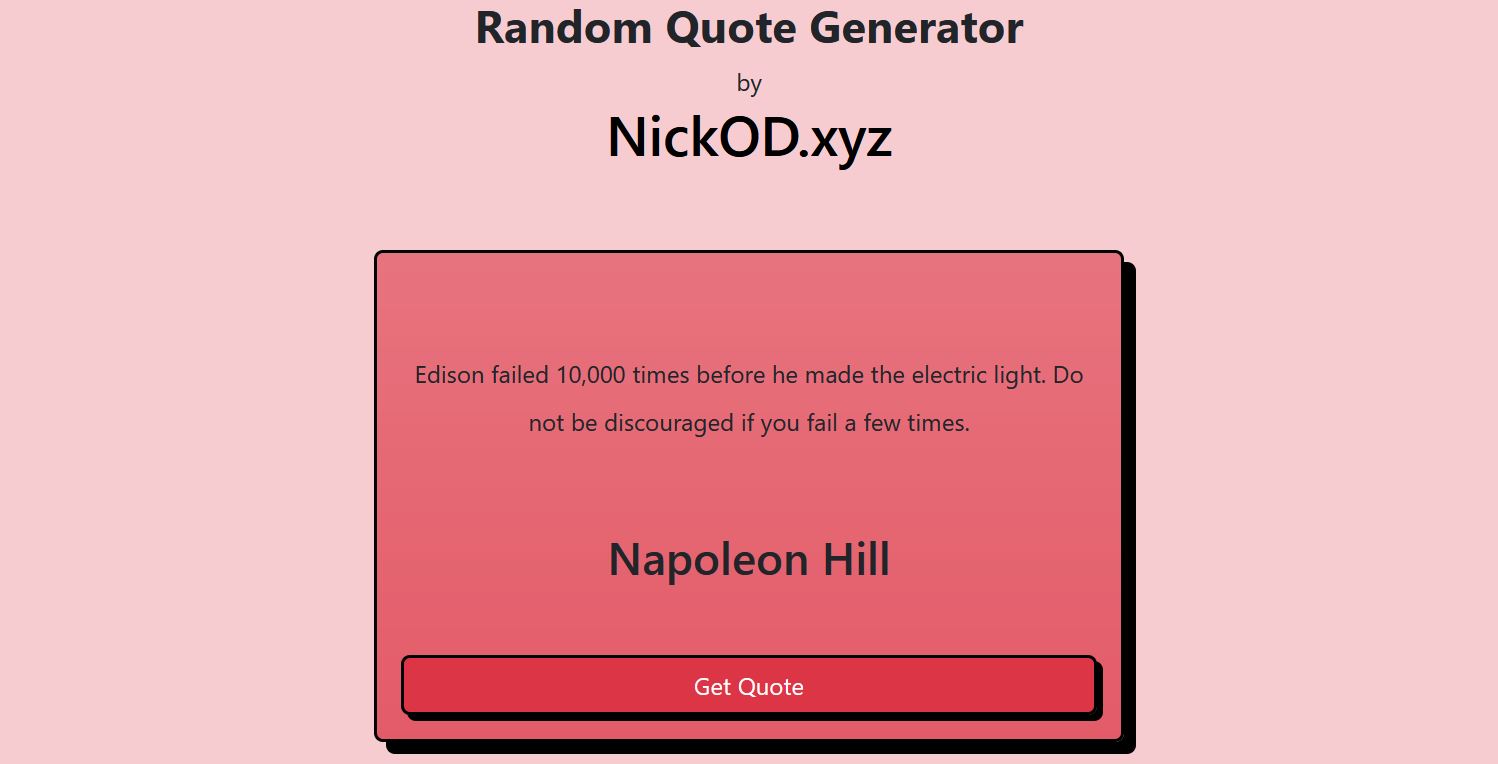 Random Quote Generator
by
NickOD.xyz
Edison failed 10,000 times before he made the electric light. Do
not be discouraged if you fail a few times.
Napoleon Hill
Get Quote